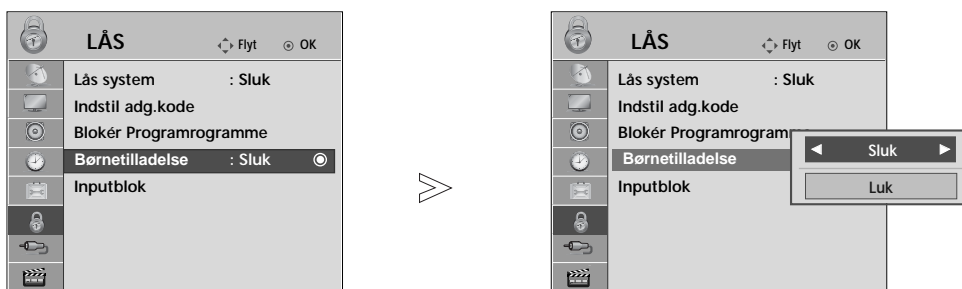 LÅS Flyt OK
Lås system : Sluk
Indstil adg.kode
Blokér Programrogramme
Børnetilladelse : Sluk
Inputblok
LÅS Flyt OK
Lås system : Sluk
Indstil adg.kode
Blokér Programrogramme
Børnetilladelse
Inputblok
Sluk
Luk